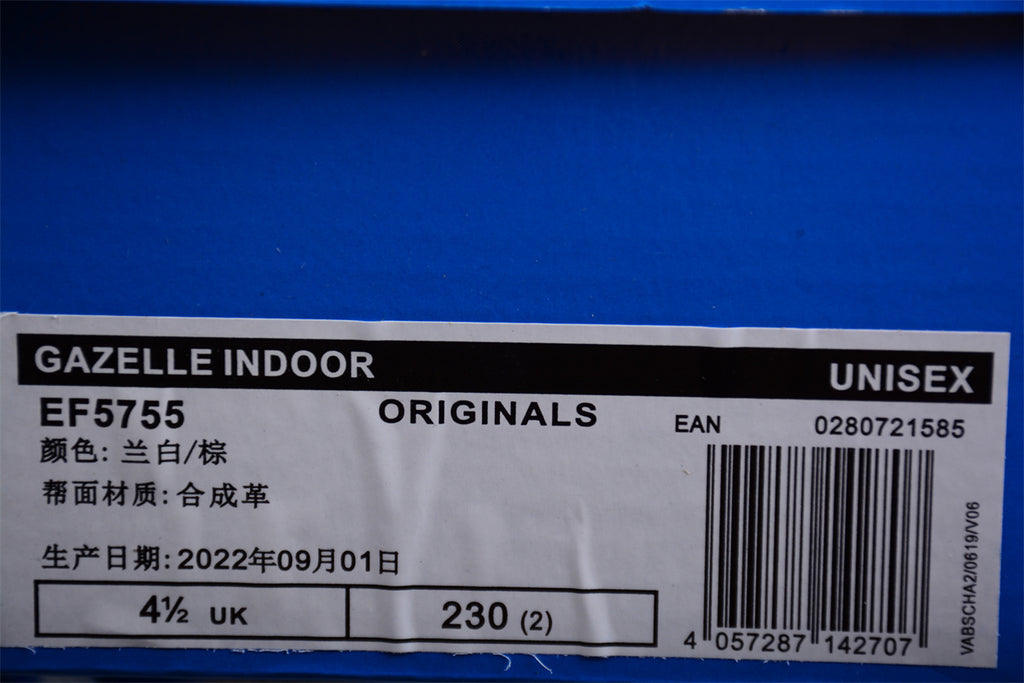 GAZELLE INDOOR
UNISEX
EF5755
ORIGINALS
EAN 0280721585
颜色: 兰白/棕
帮面材质: 合成革
生产日期: 2022年09月01日
4½ UK
230 (2)
4 057287 142707
VABSCHA2/0619/V06